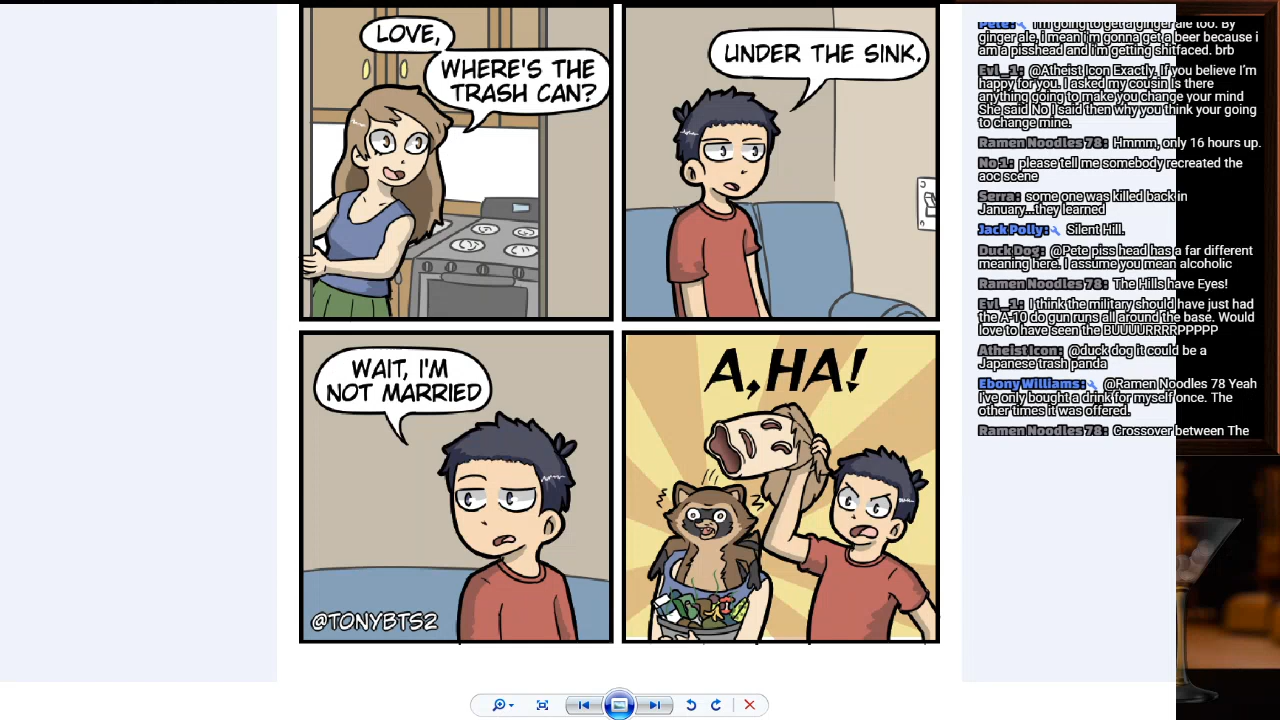 LOVE,
WHERE'S THE
TRASH CAN?
UNDER THE SINK.
WAIT, I'M
NOT MARRIED
@TONYBTS2
A,HA!
Pete: I'm going to get a ginger ale too. By
ginger ale, i mean i'm gonna get a beer because i
am a pisshead and i'm getting shitfaced. brb
Evl_1: @Atheist Icon Exactly. If you believe I'm
happy for you. I asked my cousin is there
anything going to make you change your mind
She said No I said then why you think your going
to change mine.
Ramen Noodles 78: Hmmm, only 16 hours up.
No 1: please tell me somebody recreated the
aoc scene
Serra: some one was killed back in
January...they learned
Jack Polly: Silent Hill.
Duck Dog: @Pete piss head has a far different
meaning here. I assume you mean alcoholic
Ramen Noodles 78: The Hills have Eyes!
Evl_1: I think the military should have just had
the A-10 do gun runs all around the base. Would
love to have seen the BUUUURRRRPPPPP
Atheist Icon: @duck dog it could be a
Japanese trash panda
Ebony Williams: @Ramen Noodles 78 Yeah
I've only bought a drink for myself once. The
other times it was offered.
Ramen Noodles 78: Crossover between The